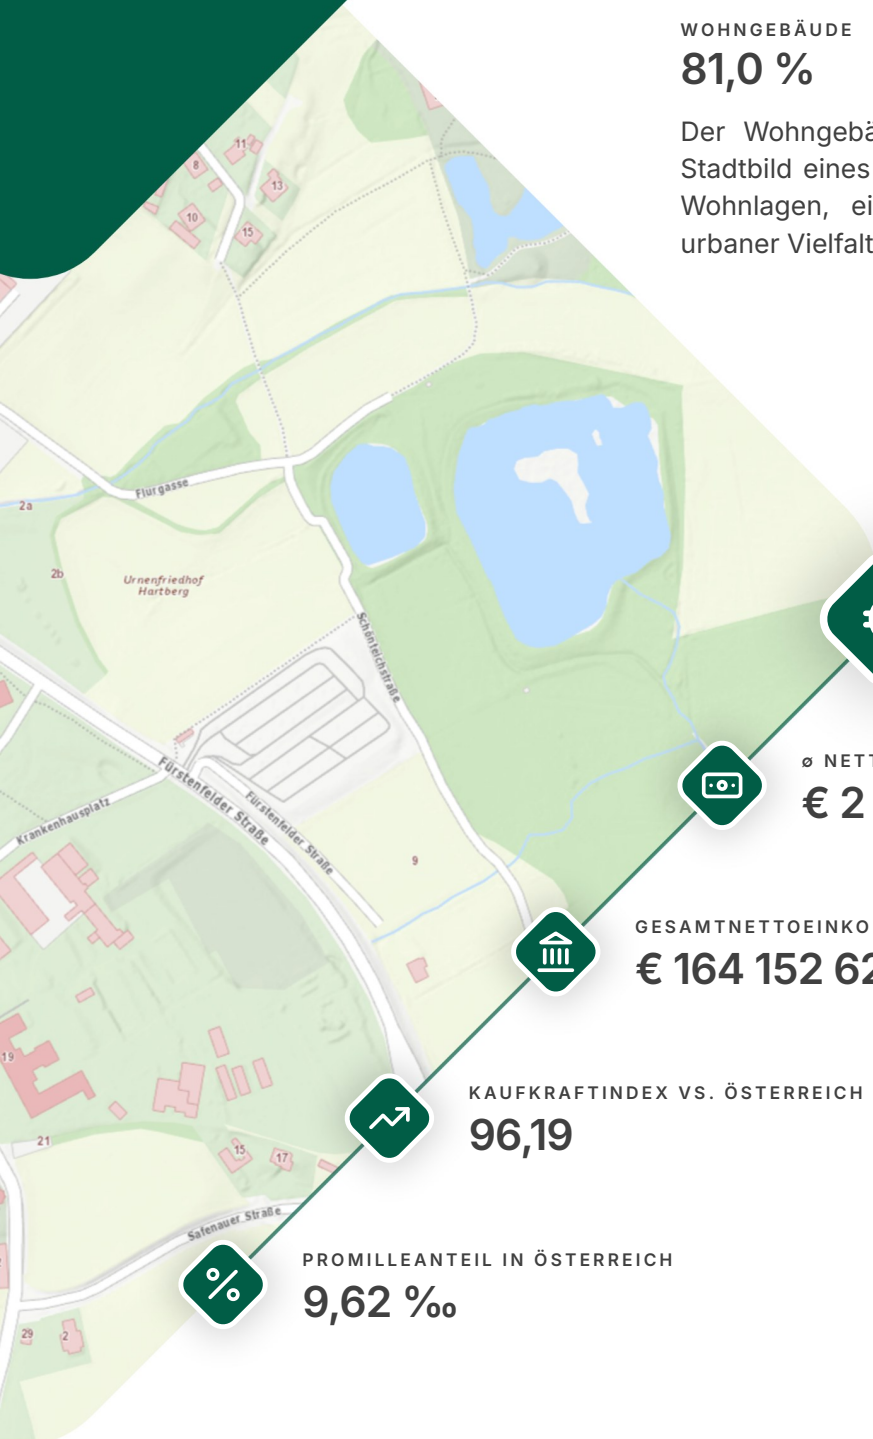 WOHNGEBÄUDE
81,0 %
Der Wohngebä
Stadtbild eines
Wohnlagen, ei
urbaner Vielfalt
11
8
13
10
15
Flurgasse
2a
2b
Urnenfriedhof
Hartberg
Schönteichstraße
Fürstenfelder Straße
Fürstenfelder Straße
Krankenhausplatz
9
ø NETT
€ 2
GESAMTNETTOEINKO
€ 164 152 62
19
KAUFKRAFTINDEX VS. ÖSTERREICH
96,19
21
15
17
Safenauer Straße
PROMILLEANTEIL IN ÖSTERREICH
9,62 ‰
29
2